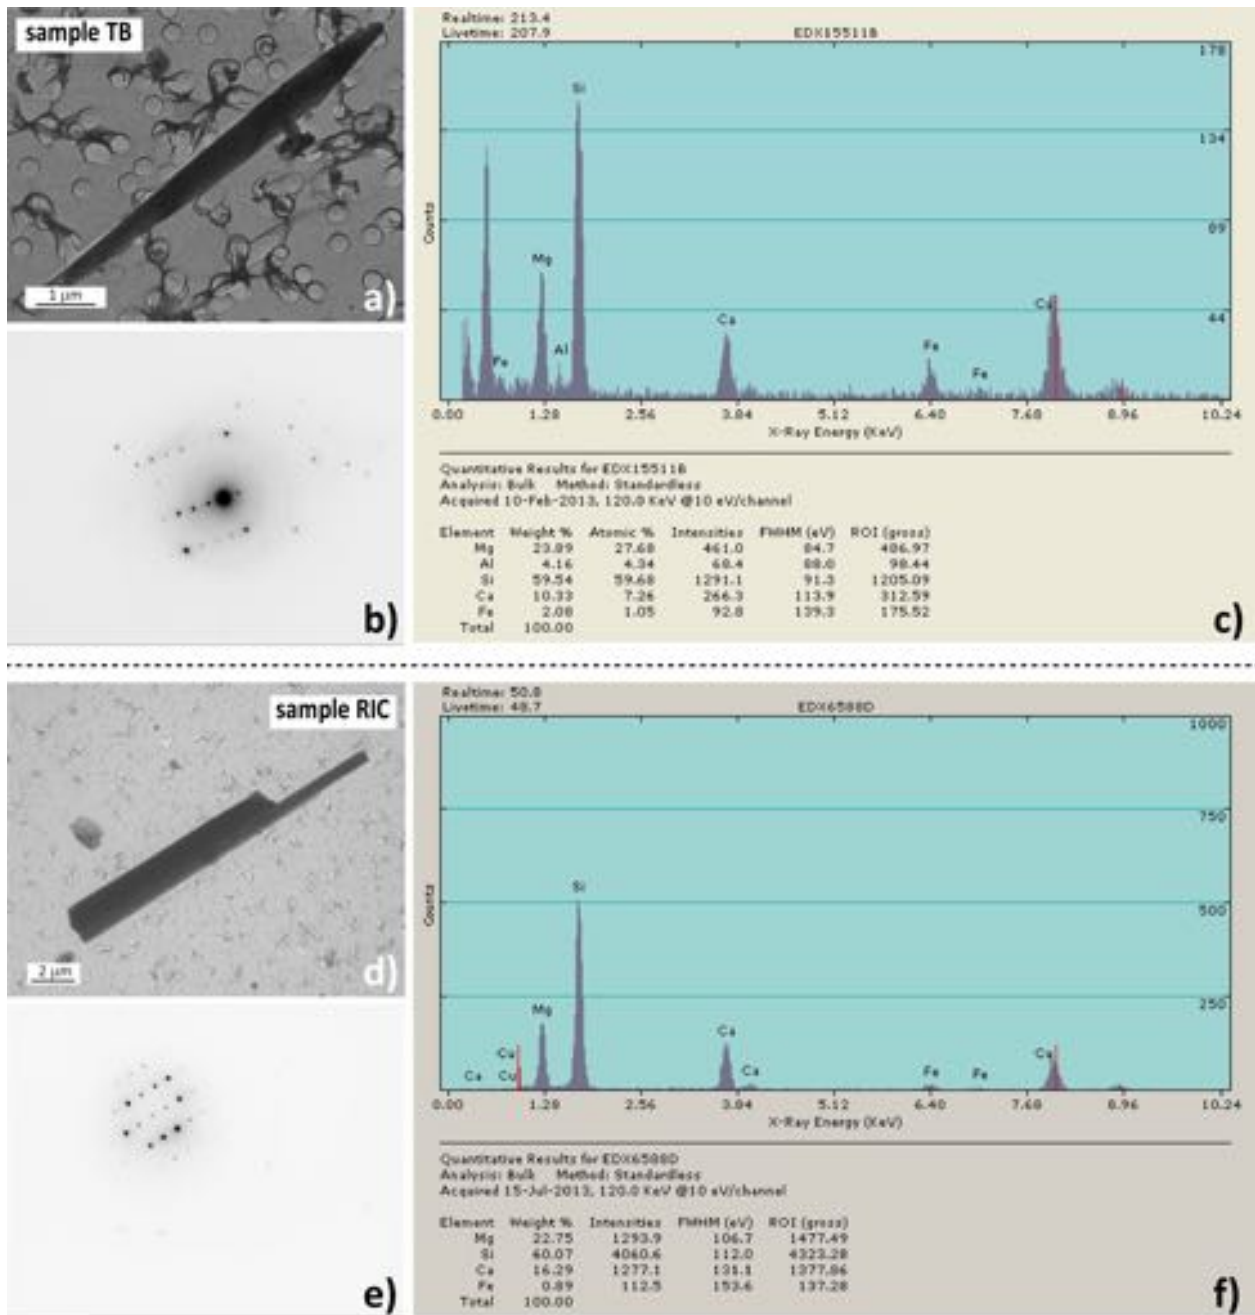 sample TB
1 µm
a)
b)
Realtime: 213.4
Livetime: 207.9
EDX15511B
178
134
89
44
Counts
Si
Mg
Al
Fe
Ca
Fe
Fe
Cu
0.00 1.28 2.56 3.84 5.12 6.40 7.68 8.96 10.24
X-Ray Energy (KeV)
Quantitative Results for EDX15511B
Analysis: Bulk Method: Standardless
Acquired 10-Feb-2013, 120.0 KeV @10 eV/channel
Element Weight % Atomic % Intensities FWHM (eV) ROI (gross)
Mg 23.89 27.68 461.0 84.7 486.97
Al 4.16 4.34 68.4 88.0 98.44
Si 59.54 59.68 1291.1 91.3 1205.09
Ca 10.33 7.26 266.3 113.9 312.59
Fe 2.08 1.05 92.8 139.3 175.52
Total 100.00
c)
sample RIC
2 µm
d)
e)
Realtime: 50.8
Livetime: 48.7
EDX6588D
1000
750
500
250
Counts
Si
Mg
Cu
Ca
Cu
Ca
Ca
Fe
Fe
Cu
0.00 1.28 2.56 3.84 5.12 6.40 7.68 8.96 10.24
X-Ray Energy (KeV)
Quantitative Results for EDX6588D
Analysis: Bulk Method: Standardless
Acquired 15-Jul-2013, 120.0 KeV @10 eV/channel
Element Weight % Intensities FWHM (eV) ROI (gross)
Mg 22.75 1293.9 106.7 1477.49
Si 60.07 4060.6 112.0 4323.28
Ca 16.29 1277.1 131.1 1377.86
Fe 0.89 112.5 153.6 137.28
Total 100.00
f)